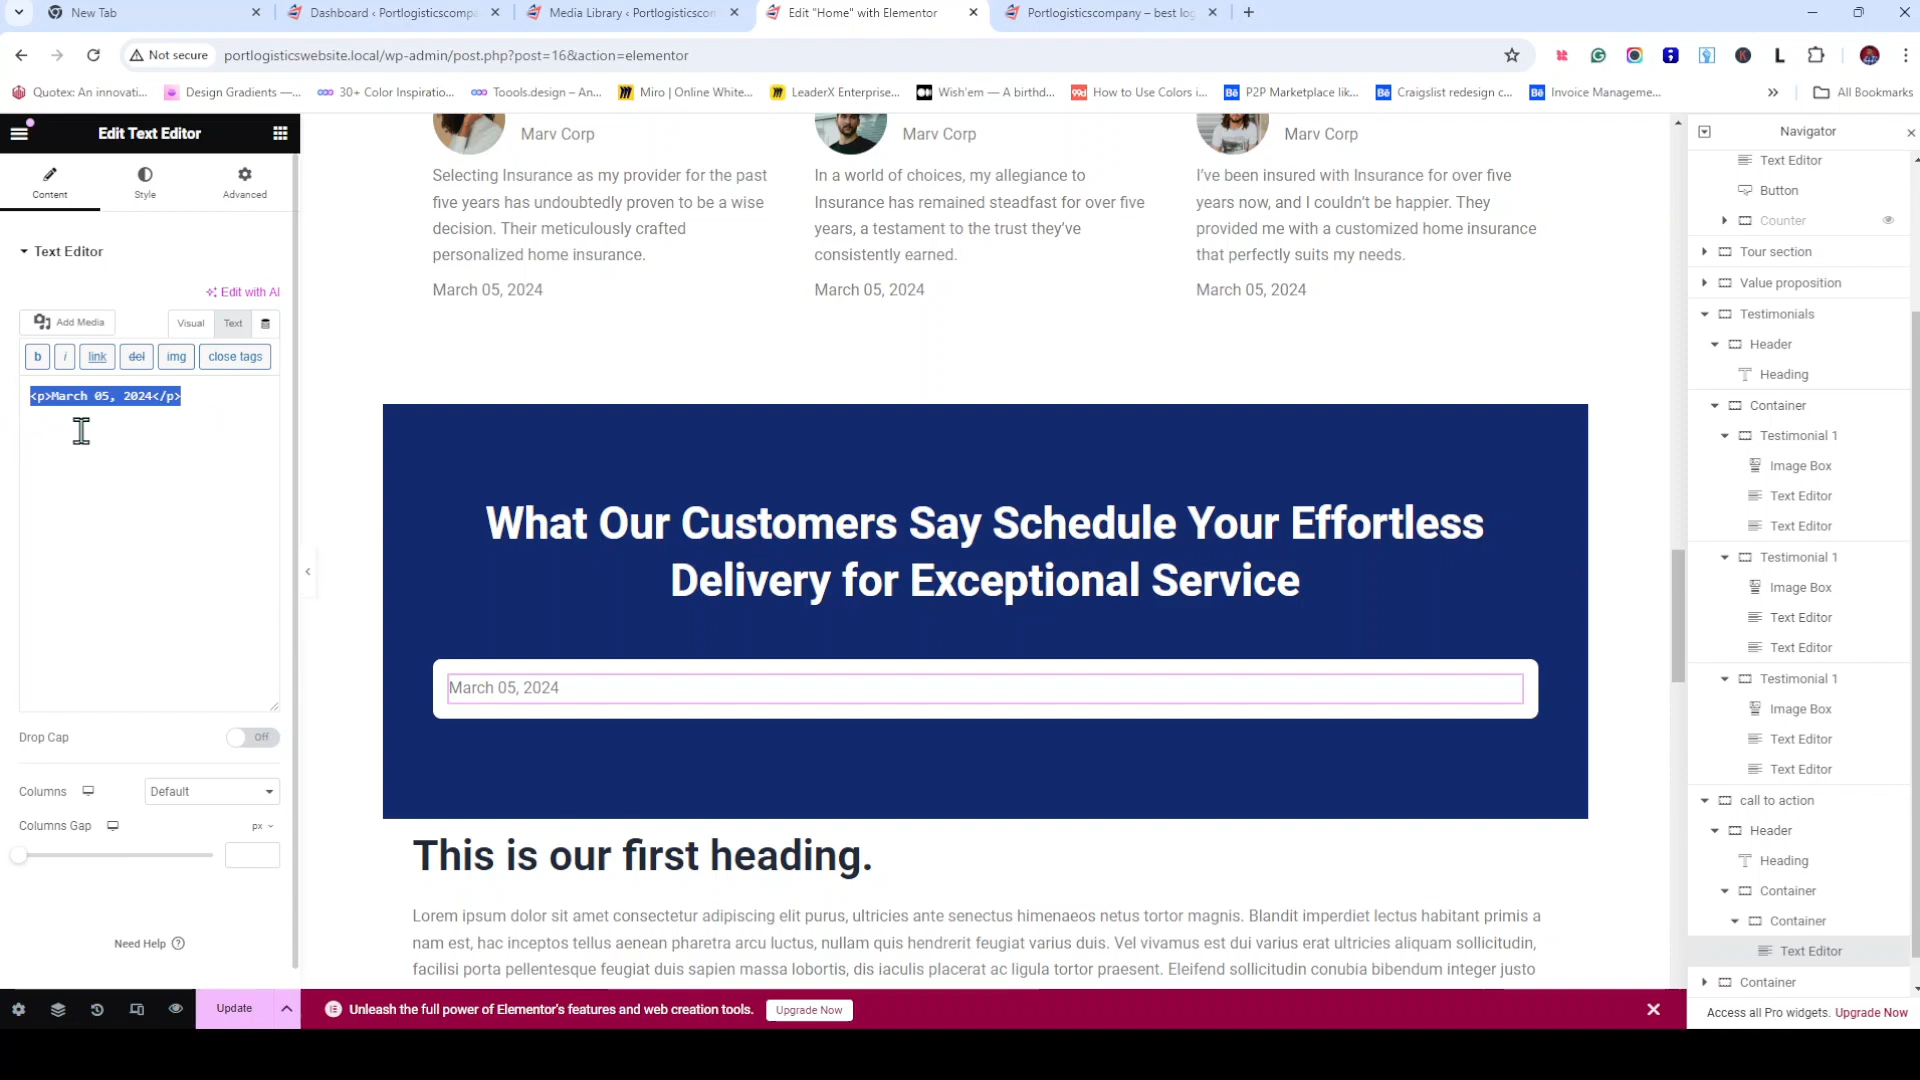 New Tab
Dashboard ‹ Portlogisticscompa
Media Library ‹ Portlogisticscon
Edit "Home" with Elementor
Portlogisticscompany – best log
Not secure
portlogisticswebsite.local/wp-admin/post.php?post=16&action=elementor
Quotex: An innovati...
Design Gradients —...
30+ Color Inspiratio...
Toools.design – An...
Miro | Online White...
LeaderX Enterprise...
Wish'em — A birthd...
How to Use Colors i...
P2P Marketplace lik...
Craigslist redesign c...
Invoice Manageme...
All Bookmarks
Edit Text Editor
Content
Style
Advanced
Text Editor
Edit with AI
Add Media
Visual
Text
b
i
link
del
img
close tags
<p>March 05, 2024</p>
Drop Cap
Off
Columns
Default
Columns Gap
px
Need Help
Update
Marv Corp
Marv Corp
Marv Corp
Selecting Insurance as my provider for the past
five years has undoubtedly proven to be a wise
decision. Their meticulously crafted
personalized home insurance.
March 05, 2024
In a world of choices, my allegiance to
Insurance has remained steadfast for over five
years, a testament to the trust they've
consistently earned.
March 05, 2024
I've been insured with Insurance for over five
years now, and I couldn't be happier. They
provided me with a customized home insurance
that perfectly suits my needs.
March 05, 2024
What Our Customers Say Schedule Your Effortless
Delivery for Exceptional Service
March 05, 2024
This is our first heading.
Lorem ipsum dolor sit amet consectetur adipiscing elit purus, ultricies ante senectus himenaeos netus tortor magnis. Blandit imperdiet lectus habitant primis a
nam est, hac inceptos tellus aenean pharetra arcu luctus, nullam quis hendrerit feugiat varius duis. Vel vivamus est dui varius erat ultricies aliquam sollicitudin,
facilisi porta pellentesque feugiat duis sapien massa lobortis, dis iaculis placerat ac ligula tortor praesent. Eleifend sollicitudin conubia bibendum integer justo
Unleash the full power of Elementor's features and web creation tools.
Upgrade Now
Navigator
Text Editor
Button
Counter
Tour section
Value proposition
Testimonials
Header
Heading
Container
Testimonial 1
Image Box
Text Editor
Text Editor
Testimonial 1
Image Box
Text Editor
Text Editor
Testimonial 1
Image Box
Text Editor
Text Editor
call to action
Header
Heading
Container
Container
Text Editor
Container
Access all Pro widgets. Upgrade Now